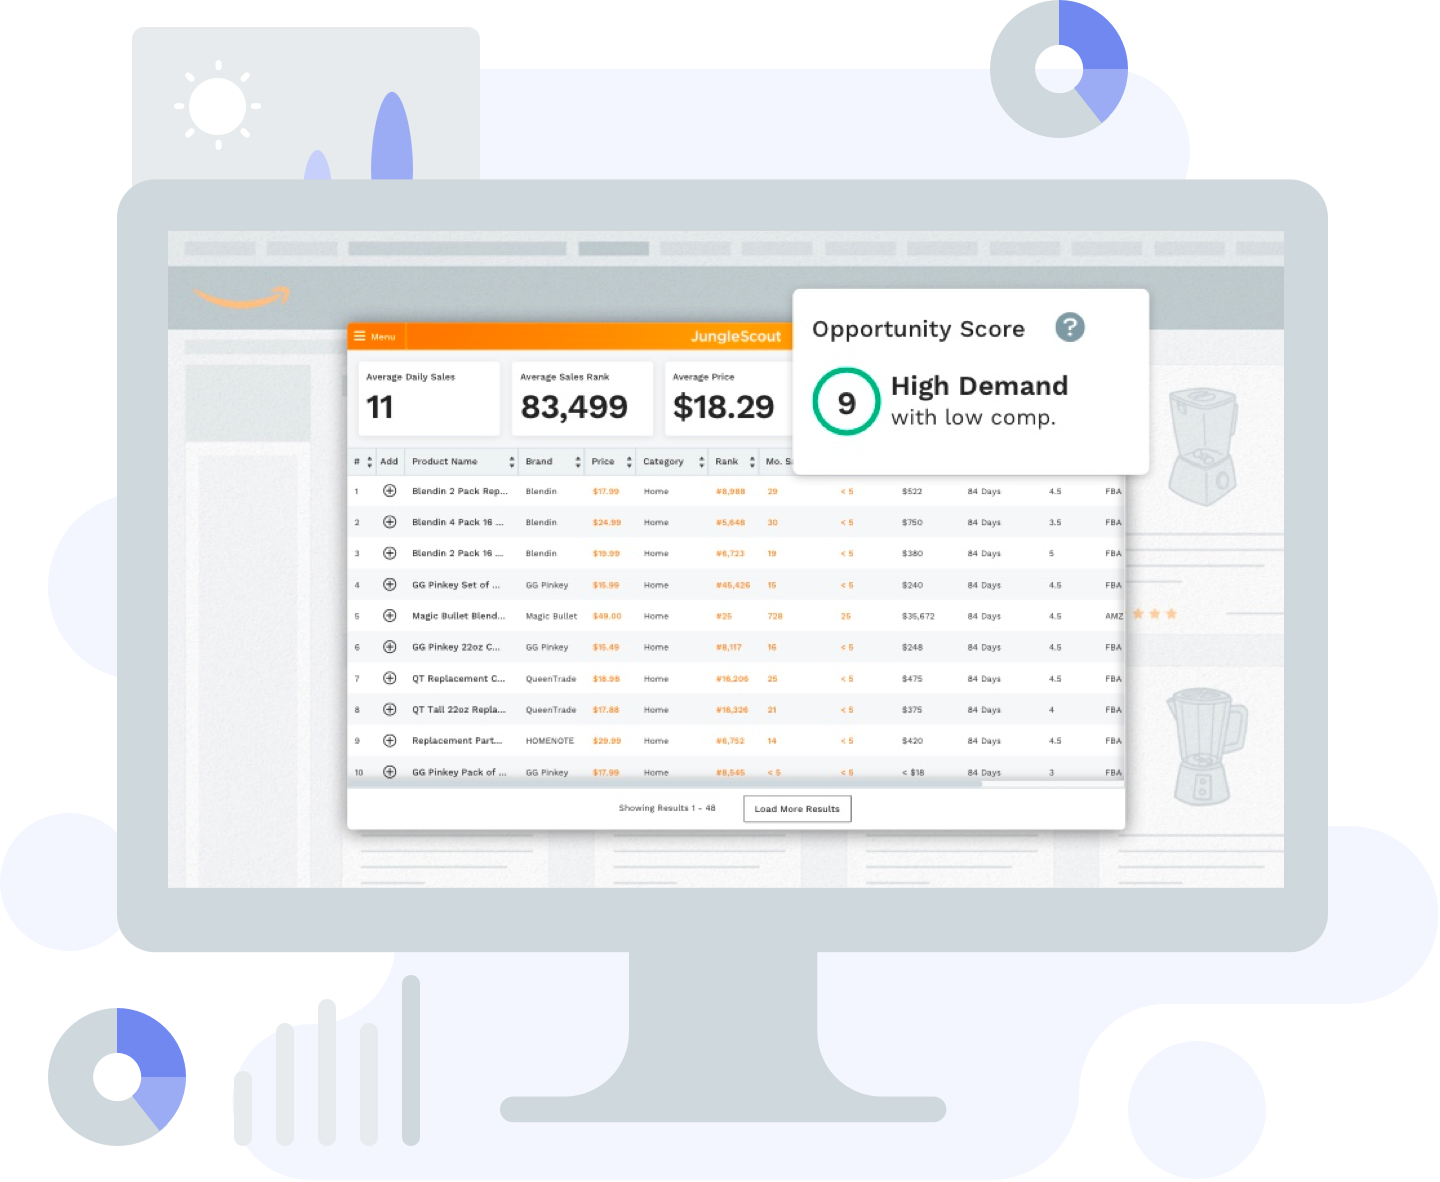 Menu
JungleScout
Opportunity Score ?
9 High Demand
with low comp.
Average Daily Sales
11
Average Sales Rank
83,499
Average Price
$18.29
# Add Product Name Brand Price Category Rank Mo. S
1 Blendin 2 Pack Rep... Blendin $17.99 Home #8,988 29 < 5 $522 84 Days 4.5 FBA
2 Blendin 4 Pack 16 ... Blendin $24.99 Home #5,648 30 < 5 $750 84 Days 3.5 FBA
3 Blendin 2 Pack 16 ... Blendin $19.99 Home #6,723 19 < 5 $380 84 Days 5 FBA
4 GG Pinkey Set of ... GG Pinkey $15.99 Home #45,426 15 < 5 $240 84 Days 4.5 FBA
5 Magic Bullet Blend... Magic Bullet $49.00 Home #25 728 25 $35,672 84 Days 4.5 AMZ
6 GG Pinkey 22oz C... GG Pinkey $15.49 Home #8,117 16 < 5 $248 84 Days 4.5 FBA
7 QT Replacement C... QueenTrade $18.98 Home #16,206 25 < 5 $475 84 Days 4.5 FBA
8 QT Tall 22oz Repla... QueenTrade $17.88 Home #16,326 21 < 5 $375 84 Days 4 FBA
9 Replacement Part... HOMENOTE $29.99 Home #6,752 14 < 5 $420 84 Days 4.5 FBA
10 GG Pinkey Pack of ... GG Pinkey $17.99 Home #8,545 < 5 < 5 < $18 84 Days 3 FBA
Showing Results 1 - 48 Load More Results